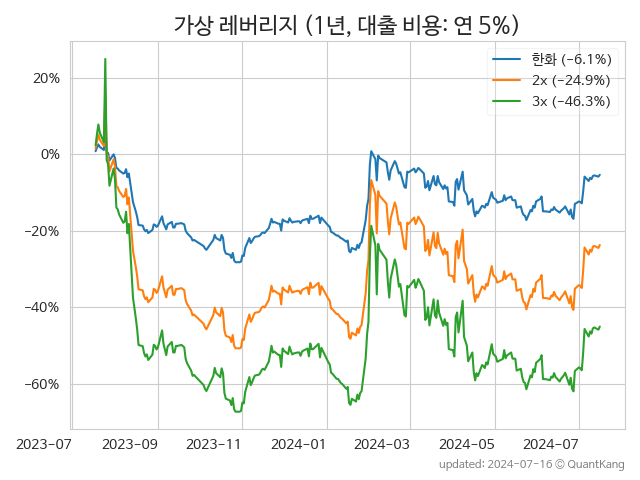 가상 레버리지 (1년, 대출 비용: 연 5%)
한화 (−6.1%)
2x (−24.9%)
3x (−46.3%)
20%
0%
−20%
−40%
−60%
2023−07 2023−09 2023−11 2024−01 2024−03 2024−05 2024−07
updated: 2024-07-16 © QuantKang